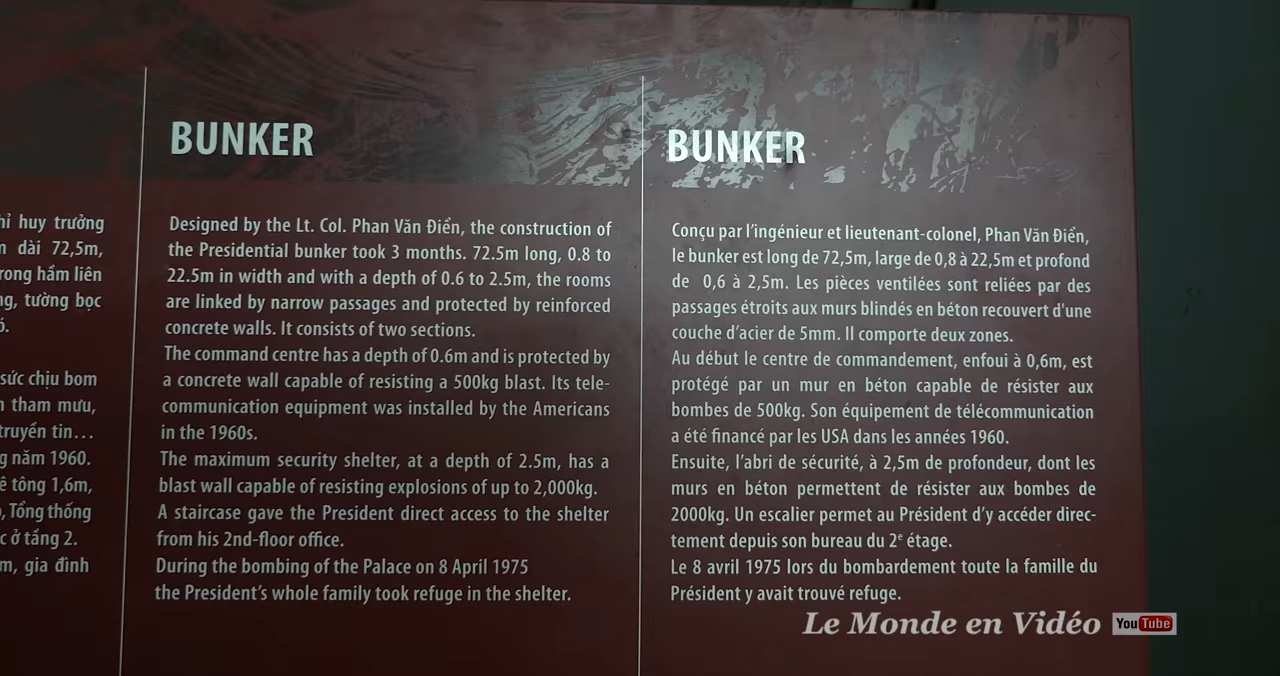 hỉ huy trưởng
dài 72,5m,
rong hầm liên
tường bọc
sức chịu bom
tham mưu,
truyền tin...
năm 1960.
tông 1,6m,
Tổng thống
ở tầng 2.
gia đình
BUNKER
Designed by the Lt. Col. Phan Văn Điển, the construction of
the Presidential bunker took 3 months. 72.5m long, 0.8 to
22.5m in width and with a depth of 0.6 to 2.5m, the rooms
are linked by narrow passages and protected by reinforced
concrete walls. It consists of two sections.
The command centre has a depth of 0.6m and is protected by
a concrete wall capable of resisting a 500kg blast. Its tele-
communication equipment was installed by the Americans
in the 1960s.
The maximum security shelter, at a depth of 2.5m, has a
blast wall capable of resisting explosions of up to 2,000kg.
A staircase gave the President direct access to the shelter
from his 2nd-floor office.
During the bombing of the Palace on 8 April 1975
the President's whole family took refuge in the shelter.
BUNKER
Conçu par l'ingénieur et lieutenant-colonel, Phan Văn Điển,
le bunker est long de 72,5m, large de 0,8 à 22,5m et profond
de 0,6 à 2,5m. Les pièces ventilées sont reliées par des
passages étroits aux murs blindés en béton recouvert d'une
couche d'acier de 5mm. Il comporte deux zones.
Au début le centre de commandement, enfoui à 0,6m, est
protégé par un mur en béton capable de résister aux
bombes de 500kg. Son équipement de télécommunication
a été financé par les USA dans les années 1960.
Ensuite, l'abri de sécurité, à 2,5m de profondeur, dont les
murs en béton permettent de résister aux bombes de
2000kg. Un escalier permet au Président d'y accéder direc-
tement depuis son bureau du 2e étage.
Le 8 avril 1975 lors du bombardement toute la famille du
Président y avait trouvé refuge.
Le Monde en Vidéo YouTube